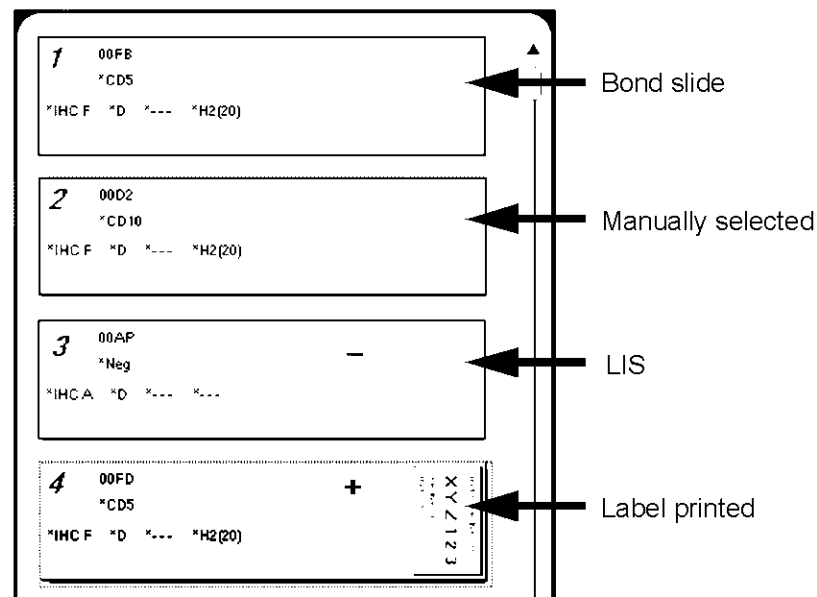 1 00FB
*CD5
*IHC F *D *--- *H2(20)
Bond slide
2 00D2
*CD10
*IHC F *D *--- *H2(20)
Manually selected
3 00AP
*Neg −
*IHC A *D *--- *---
LIS
4 00FD +
*CD5
*IHC F *D *--- *H2(20)
XYZ123
Label printed